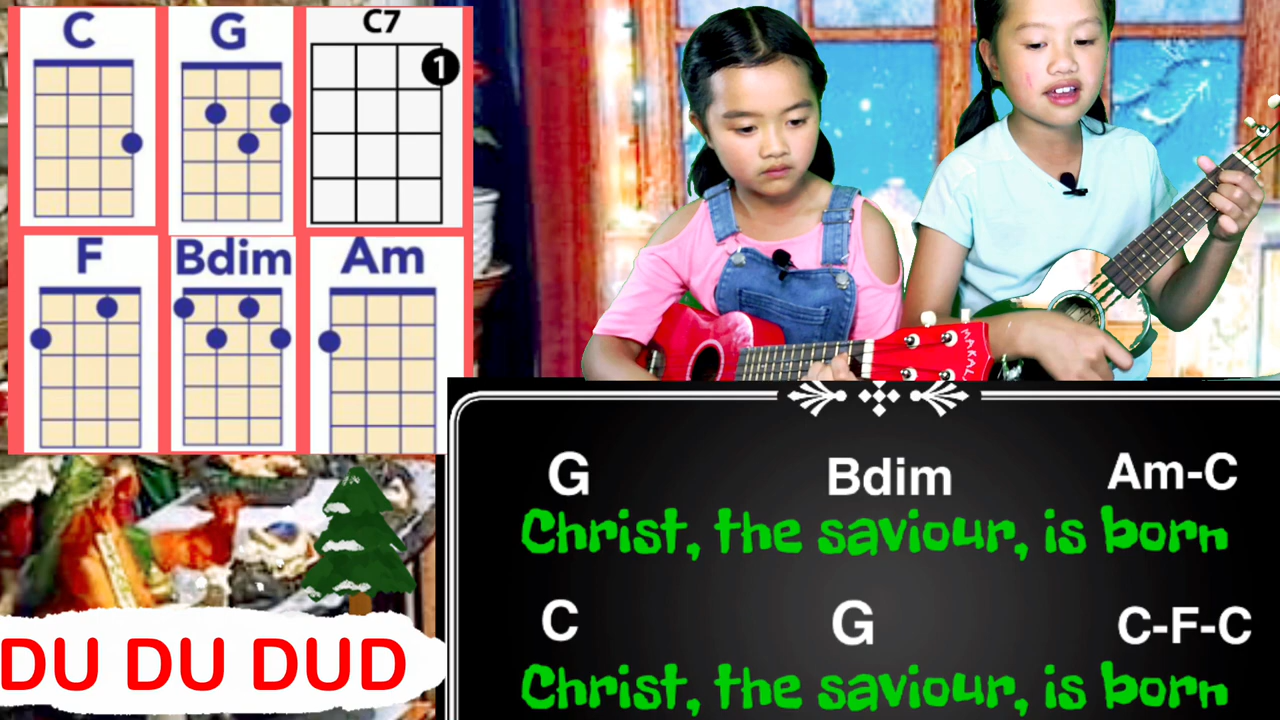 C G C7
1
F Bdim Am
MAKAL
G Bdim Am-C
Christ, the saviour, is born
C G C-F-C
Christ, the saviour, is born
DU DU DUD